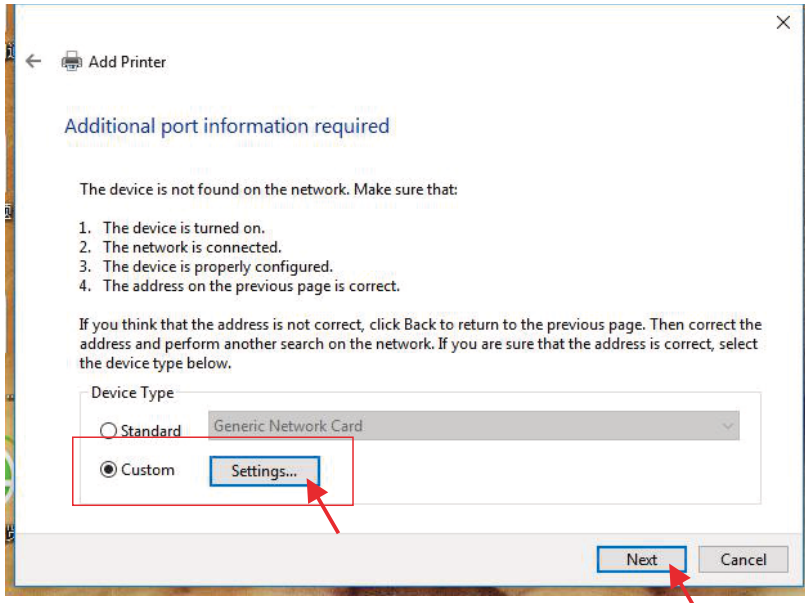 Add Printer
Additional port information required
The device is not found on the network. Make sure that:
1. The device is turned on.
2. The network is connected.
3. The device is properly configured.
4. The address on the previous page is correct.
If you think that the address is not correct, click Back to return to the previous page. Then correct the
address and perform another search on the network. If you are sure that the address is correct, select
the device type below.
Device Type
Standard
Generic Network Card
Custom
Settings...
Next
Cancel